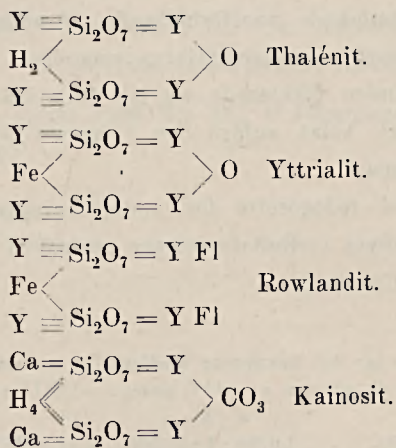 Y ≡ Si₂O₇ = Y
H₂ > O Thalénit.
Y ≡ Si₂O₇ = Y
Y ≡ Si₂O₇ = Y
Fe > O Yttrialit.
Y ≡ Si₂O₇ = Y
Y ≡ Si₂O₇ = Y Fl
Fe Rowlandit.
Y ≡ Si₂O₇ = Y Fl
Ca = Si₂O₇ = Y
H₄ > CO₃ Kainosit.
Ca = Si₂O₇ = Y